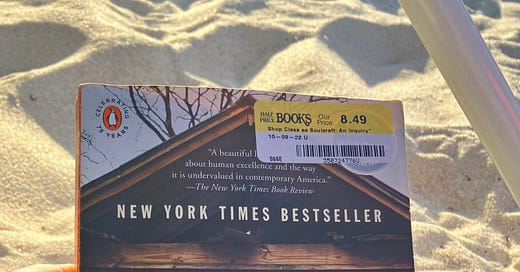 CELEBRATING
75 YEARS
HALF
PRICE
BOOKS
Our
Price
8.49
Shop Class as Soulcraft: An Inquiry
10-09-22 U
"A beautiful
about human excellence and the way
it is undervalued in contemporary America."
—The New York Times Book Review
NEW YORK TIMES BESTSELLER